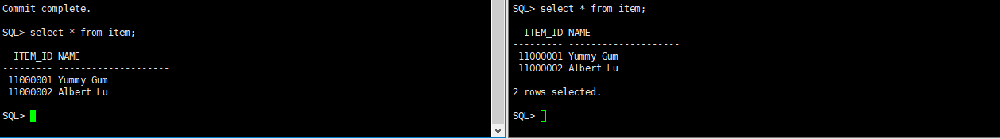 Commit complete.
SQL> select * from item;
ITEM_ID NAME
--------- --------------------
11000001 Yummy Gum
11000002 Albert Lu
SQL>
SQL> select * from item;
ITEM_ID NAME
--------- --------------------
11000001 Yummy Gum
11000002 Albert Lu
2 rows selected.
SQL>